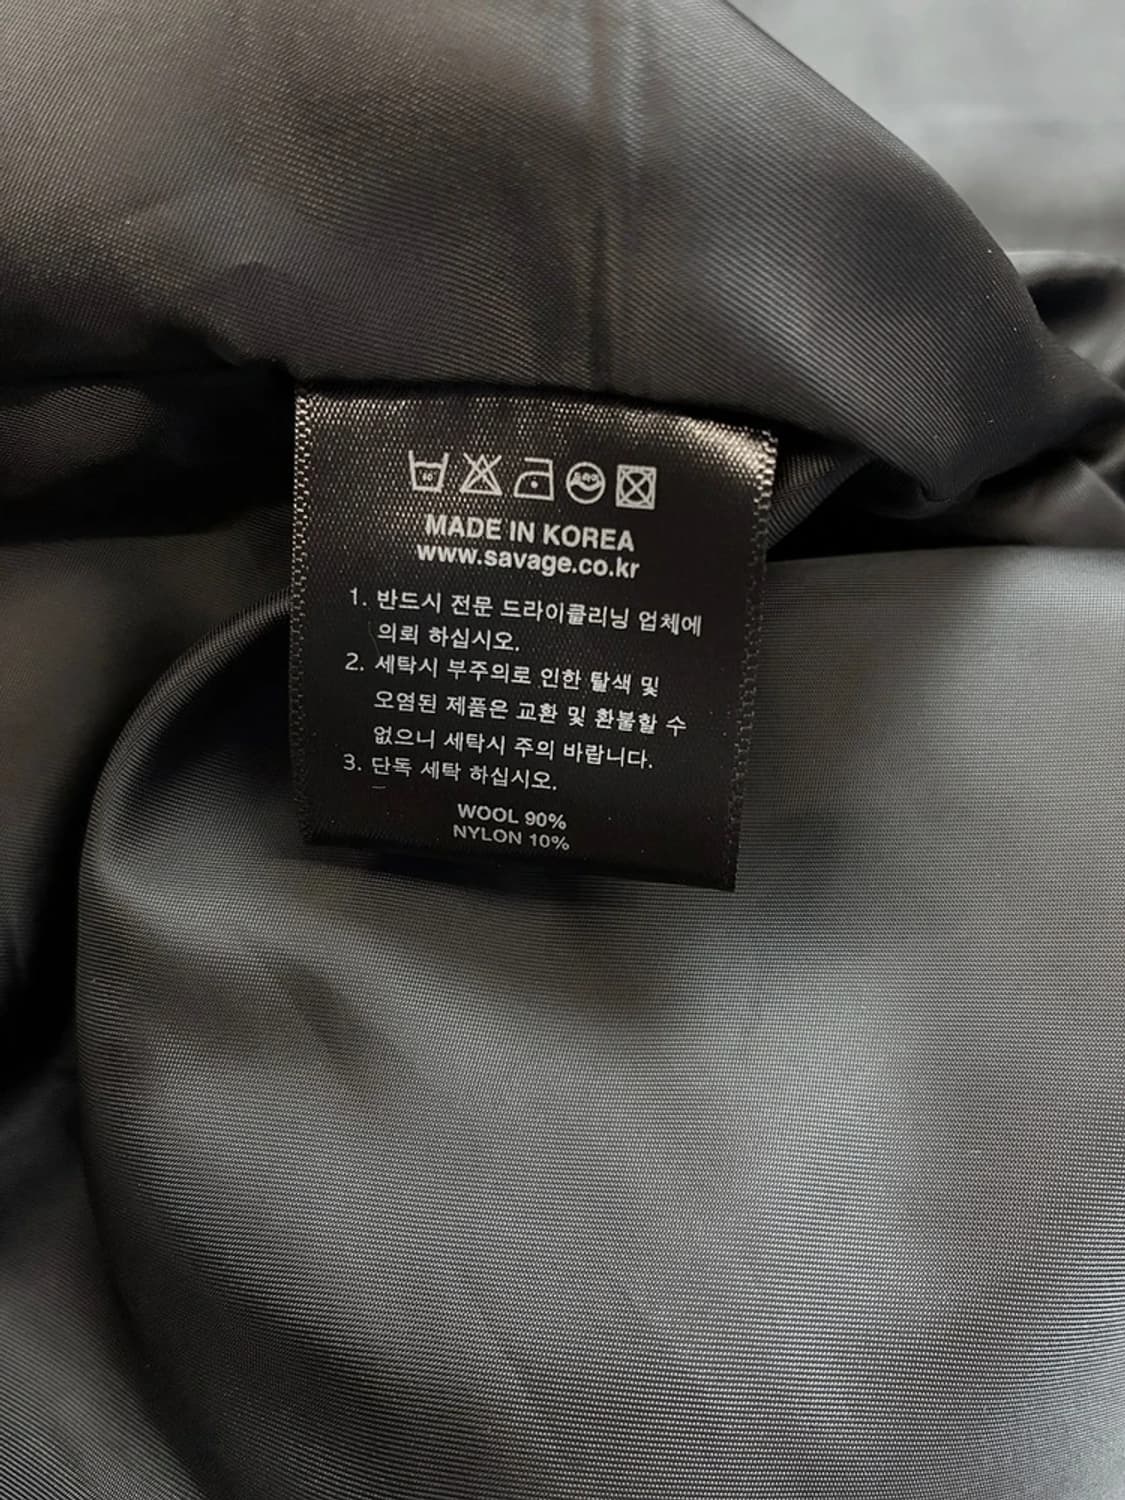 60 드라이
MADE IN KOREA
www.savage.co.kr
1. 반드시 전문 드라이클리닝 업체에
의뢰 하십시오.
2. 세탁시 부주의로 인한 탈색 및
오염된 제품은 교환 및 환불할 수
없으니 세탁시 주의 바랍니다.
3. 단독 세탁 하십시오.
WOOL 90%
NYLON 10%